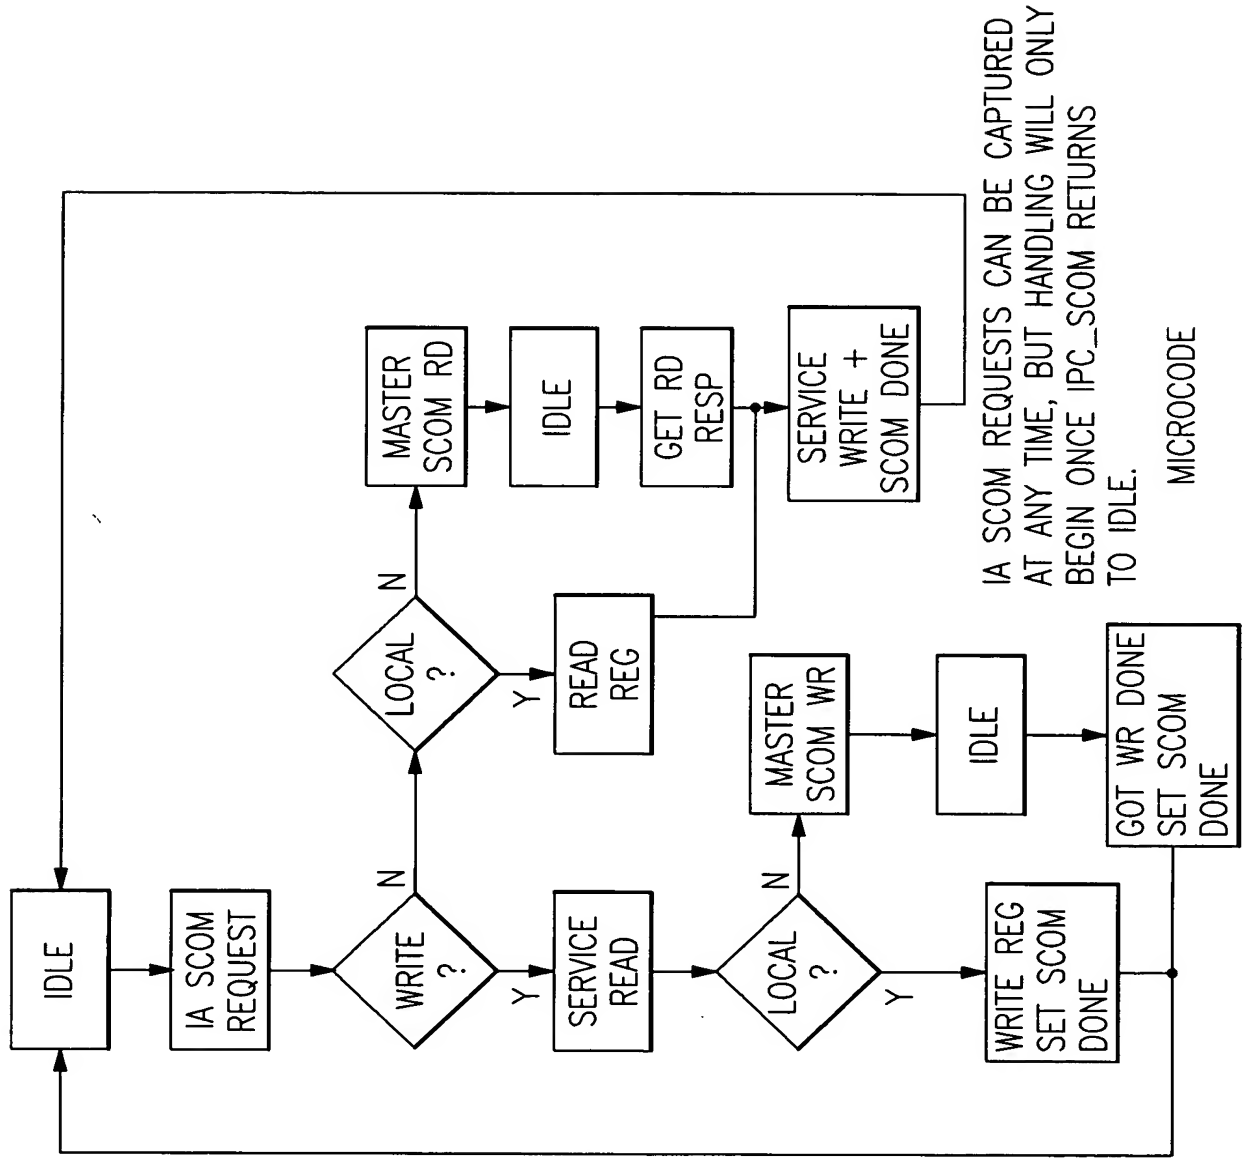 IDLE
IA SCOM
REQUEST
WRITE
?
N
Y
LOCAL
?
N
Y
MASTER
SCOM RD
IDLE
GET RD
RESP
READ
REG
SERVICE
WRITE +
SCOM DONE
SERVICE
READ
LOCAL
?
N
Y
MASTER
SCOM WR
IDLE
GOT WR DONE
SET SCOM
DONE
WRITE REG
SET SCOM
DONE
IA SCOM REQUESTS CAN BE CAPTURED
AT ANY TIME, BUT HANDLING WILL ONLY
BEGIN ONCE IPC_SCOM RETURNS
TO IDLE.
MICROCODE